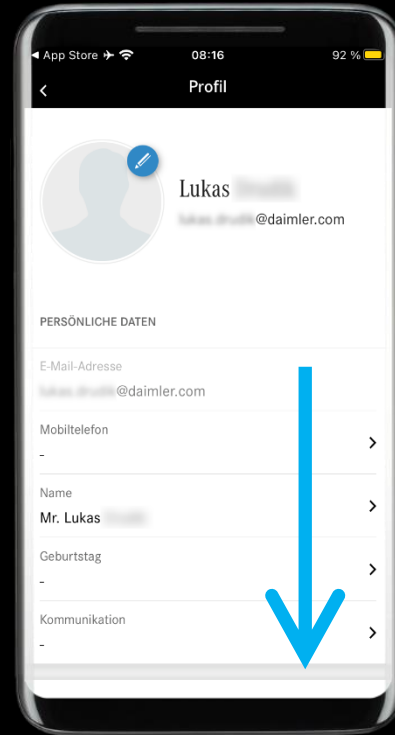 App Store
08:16
92 %
Profil
Lukas
@daimler.com
PERSÖNLICHE DATEN
E-Mail-Adresse
@daimler.com
Mobiltelefon
-
Name
Mr. Lukas
Geburtstag
-
Kommunikation
-